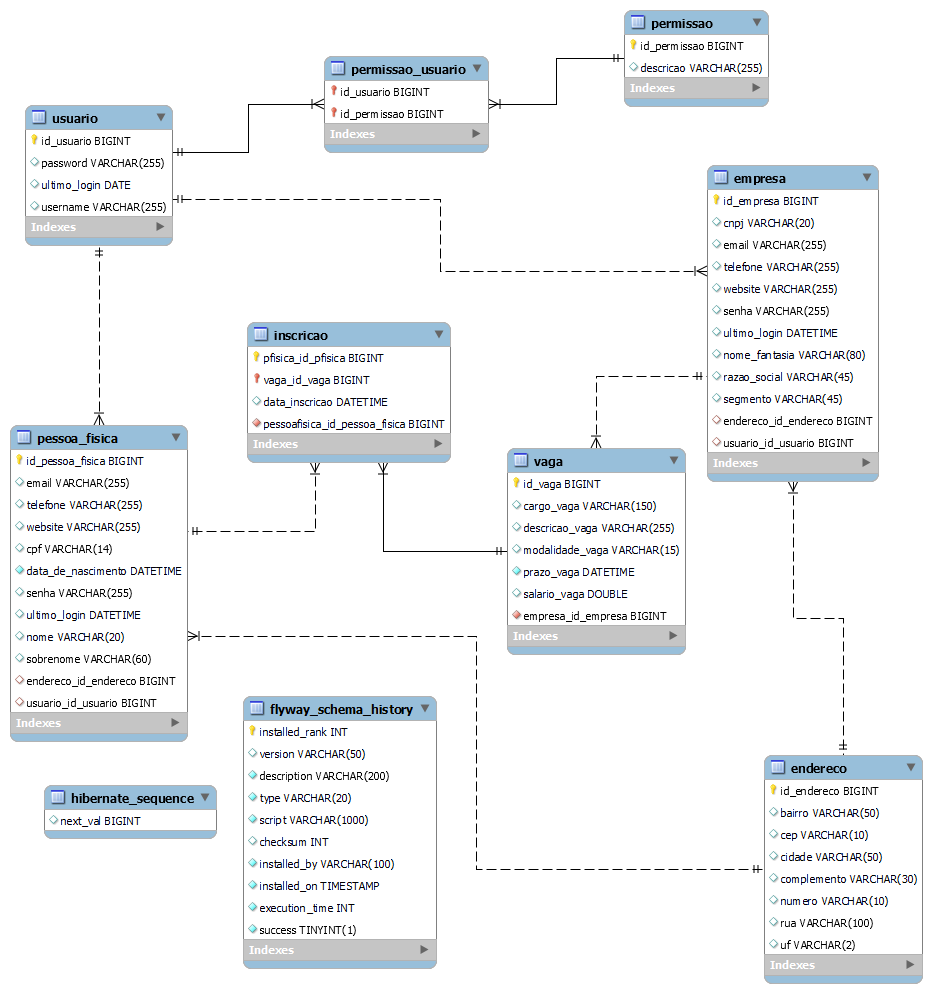 permissao
id_permissao BIGINT
descricao VARCHAR(255)
Indexes
permissao_usuario
id_usuario BIGINT
id_permissao BIGINT
Indexes
usuario
id_usuario BIGINT
password VARCHAR(255)
ultimo_login DATE
username VARCHAR(255)
Indexes
empresa
id_empresa BIGINT
cnpj VARCHAR(20)
email VARCHAR(255)
telefone VARCHAR(255)
website VARCHAR(255)
senha VARCHAR(255)
ultimo_login DATETIME
nome_fantasia VARCHAR(80)
razao_social VARCHAR(45)
segmento VARCHAR(45)
endereco_id_endereco BIGINT
usuario_id_usuario BIGINT
Indexes
inscricao
pfisica_id_pfisica BIGINT
vaga_id_vaga BIGINT
data_inscricao DATETIME
pessoafisica_id_pessoa_fisica BIGINT
Indexes
pessoa_fisica
id_pessoa_fisica BIGINT
email VARCHAR(255)
telefone VARCHAR(255)
website VARCHAR(255)
cpf VARCHAR(14)
data_de_nascimento DATETIME
senha VARCHAR(255)
ultimo_login DATETIME
nome VARCHAR(20)
sobrenome VARCHAR(60)
endereco_id_endereco BIGINT
usuario_id_usuario BIGINT
Indexes
vaga
id_vaga BIGINT
cargo_vaga VARCHAR(150)
descricao_vaga VARCHAR(255)
modalidade_vaga VARCHAR(15)
prazo_vaga DATETIME
salario_vaga DOUBLE
empresa_id_empresa BIGINT
Indexes
flyway_schema_history
installed_rank INT
version VARCHAR(50)
description VARCHAR(200)
type VARCHAR(20)
script VARCHAR(1000)
checksum INT
installed_by VARCHAR(100)
installed_on TIMESTAMP
execution_time INT
success TINYINT(1)
Indexes
hibernate_sequence
next_val BIGINT
endereco
id_endereco BIGINT
bairro VARCHAR(50)
cep VARCHAR(10)
cidade VARCHAR(50)
complemento VARCHAR(30)
numero VARCHAR(10)
rua VARCHAR(100)
uf VARCHAR(2)
Indexes